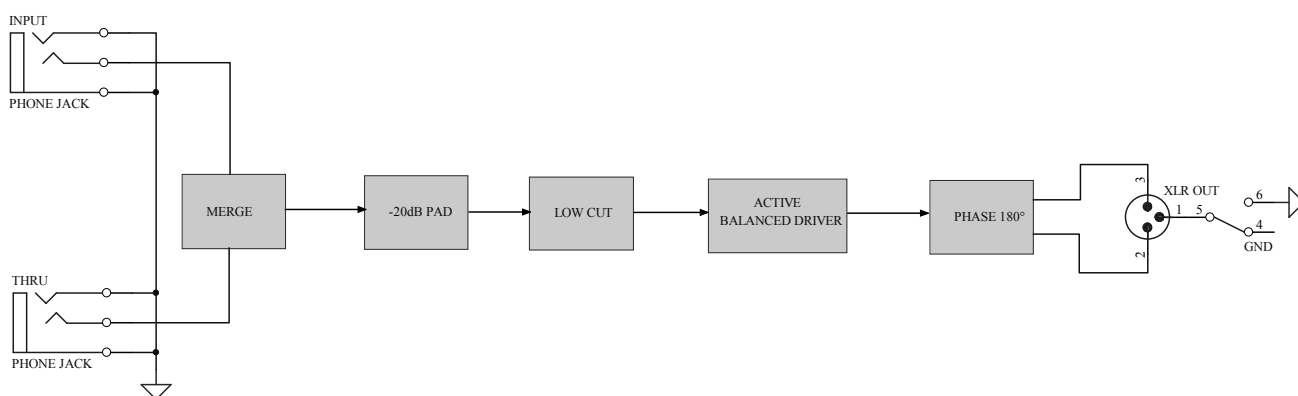 INPUT
PHONE JACK
MERGE
-20dB PAD
LOW CUT
ACTIVE
BALANCED DRIVER
PHASE 180°
3
2
XLR OUT
1 5
6
4
GND
THRU
PHONE JACK